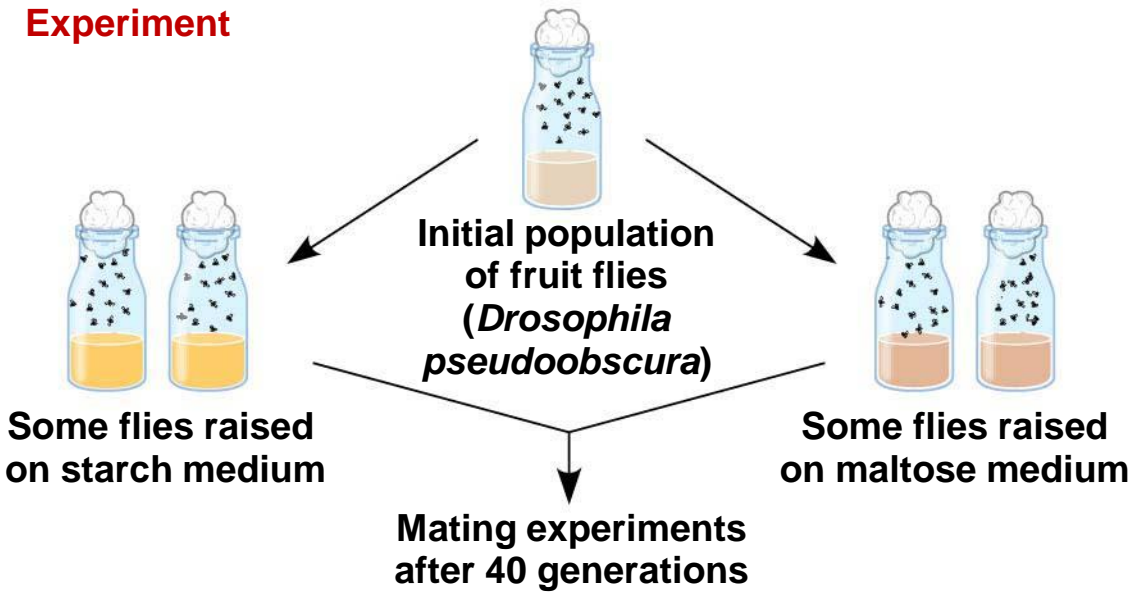 Experiment
Initial population
of fruit flies
(Drosophila
pseudoobscura)
Some flies raised
on starch medium
Some flies raised
on maltose medium
Mating experiments
after 40 generations